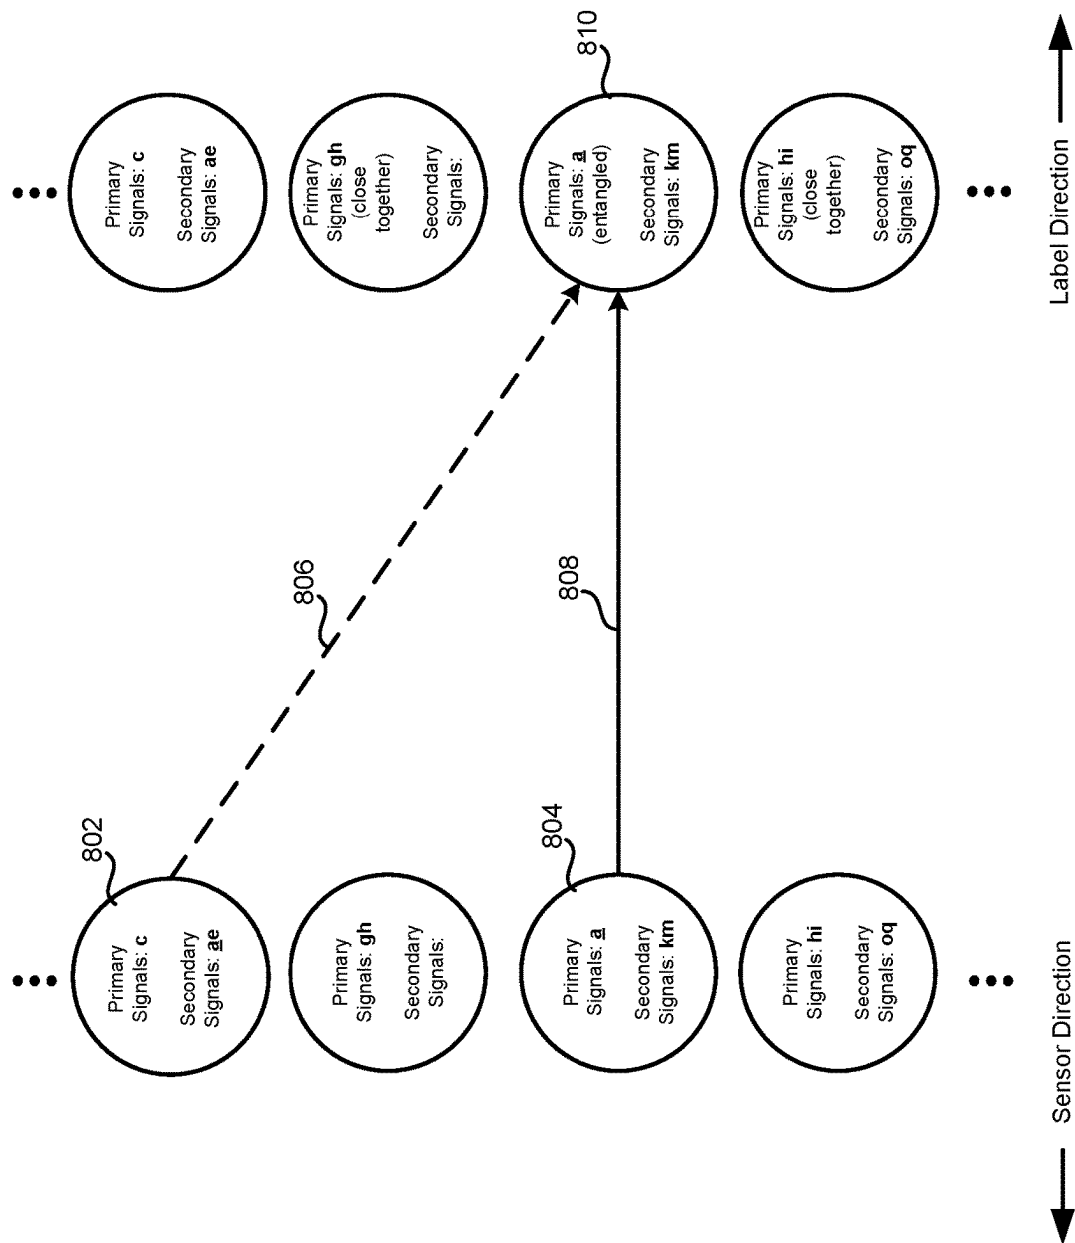 802
Primary
Signals: c
Secondary
Signals: ae
Primary
Signals: gh
Secondary
Signals:
804
Primary
Signals: a
Secondary
Signals: km
Primary
Signals: hi
Secondary
Signals: oq
806
808
Primary
Signals: c
Secondary
Signals: ae
Primary
Signals: gh
(close
together)
Secondary
Signals:
810
Primary
Signals: a
(entangled)
Secondary
Signals: km
Primary
Signals: hi
(close
together)
Secondary
Signals: oq
Sensor Direction
Label Direction